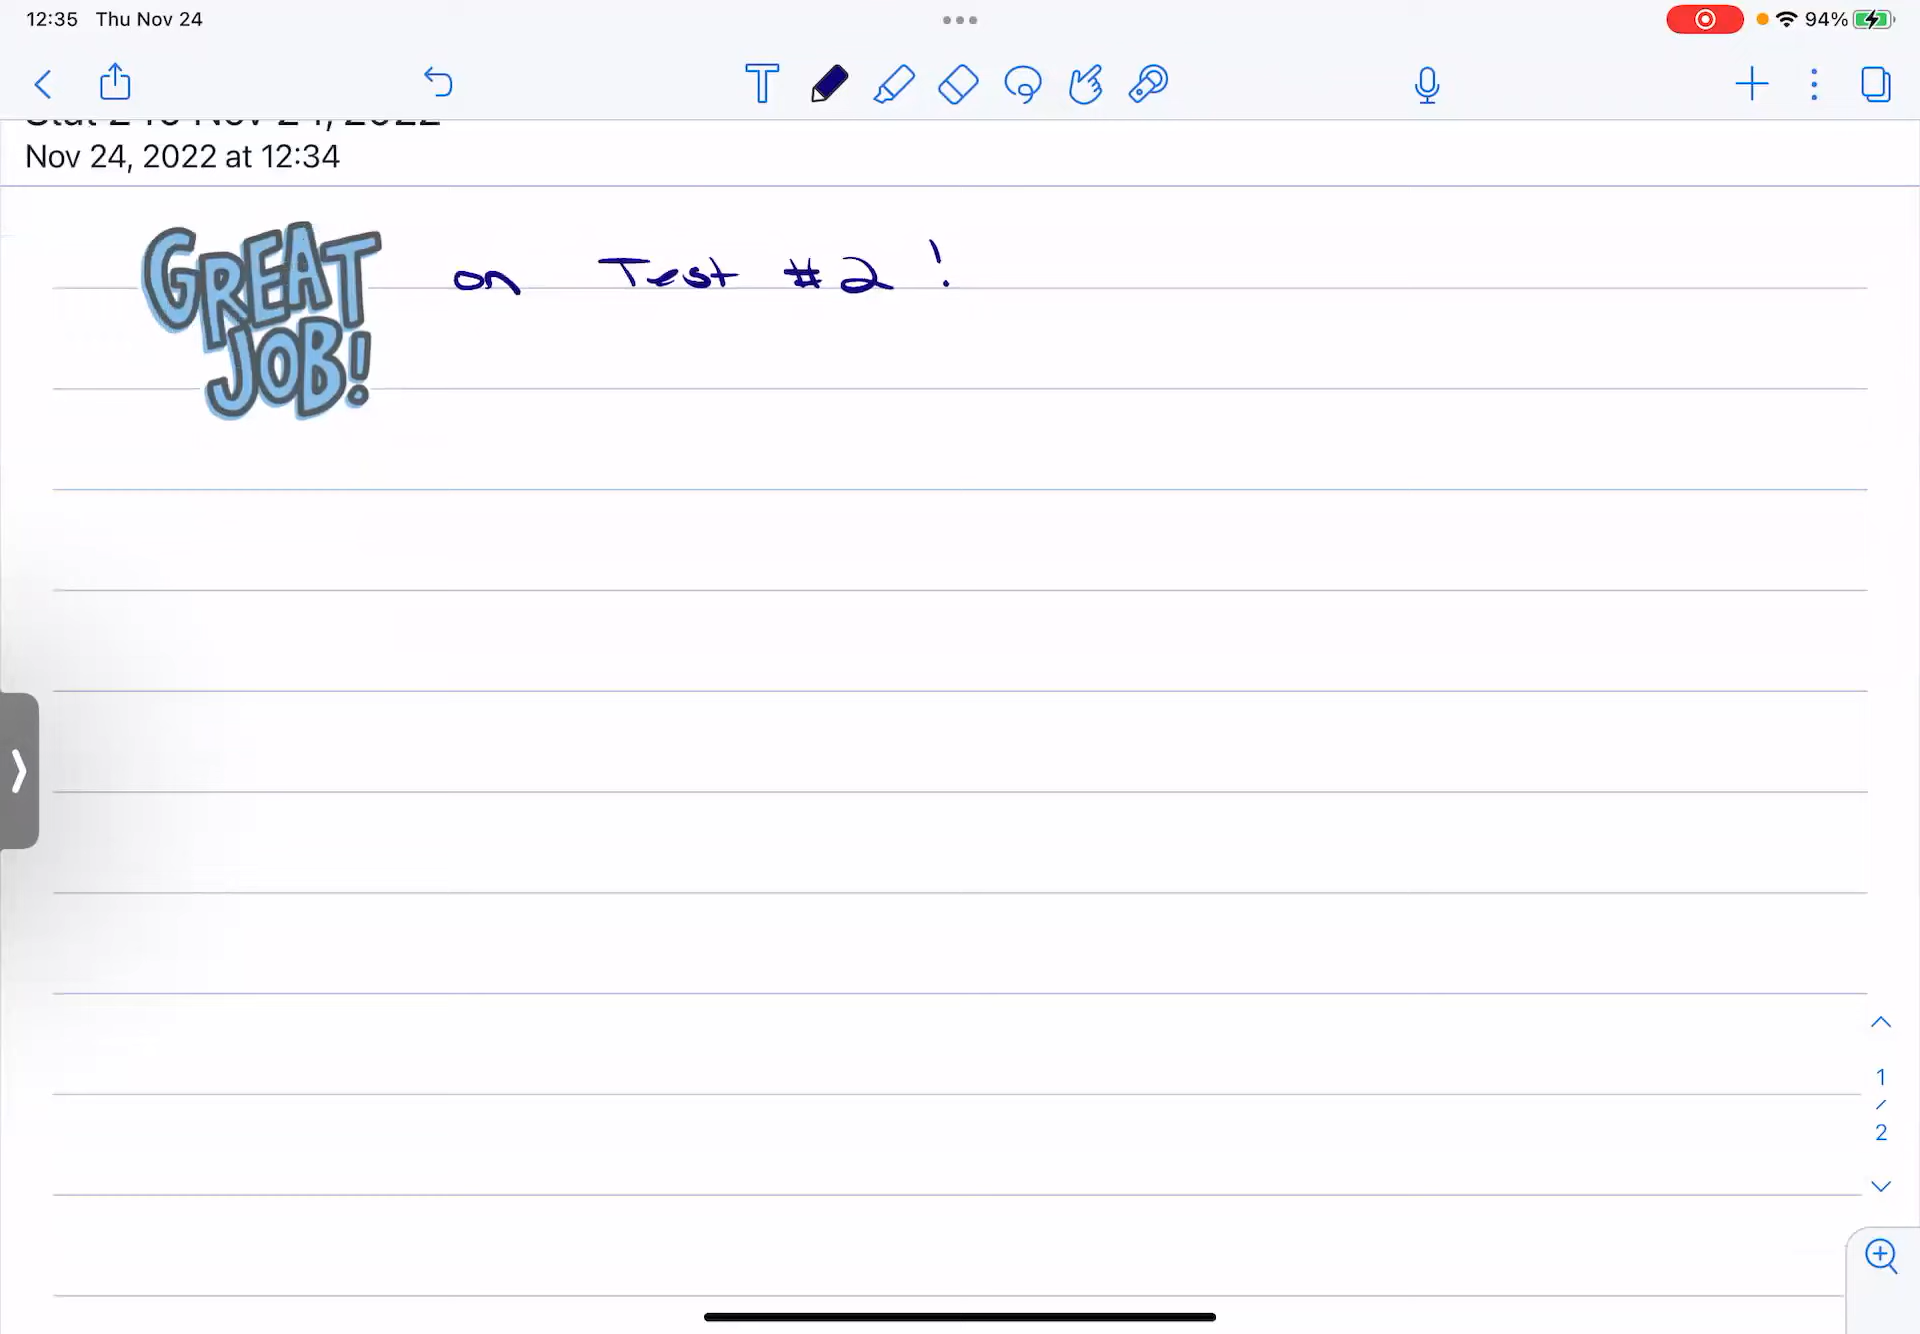 12:35 Thu Nov 24
94%
Nov 24, 2022 at 12:34
GREAT
JOB!
on Test #2!
1
/
2